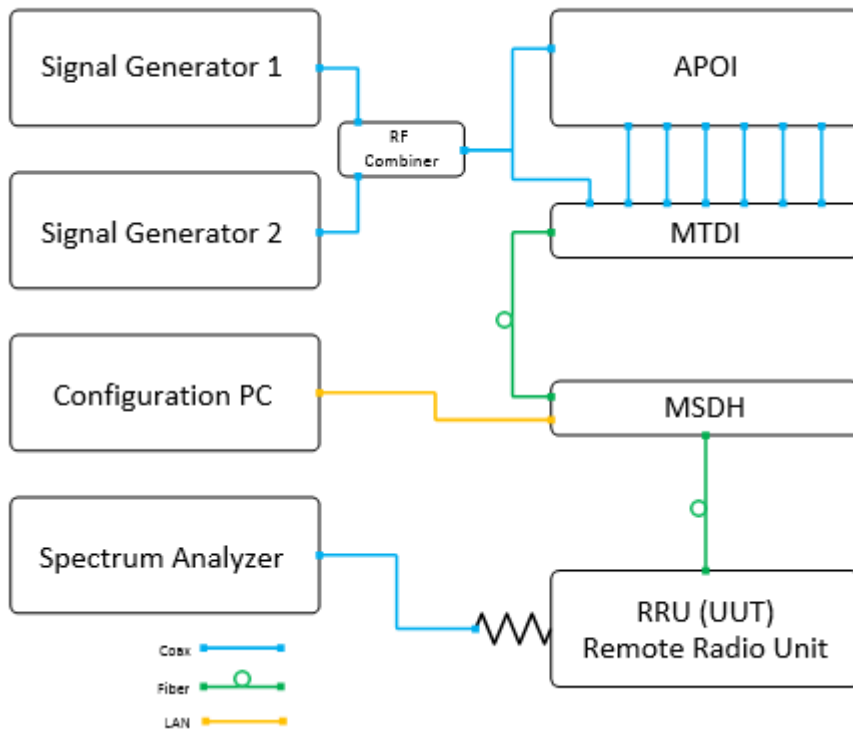 Signal Generator 1
APOI
RF
Combiner
Signal Generator 2
MTDI
Configuration PC
MSDH
Spectrum Analyzer
RRU (UUT)
Remote Radio Unit
Coax
Fiber
LAN